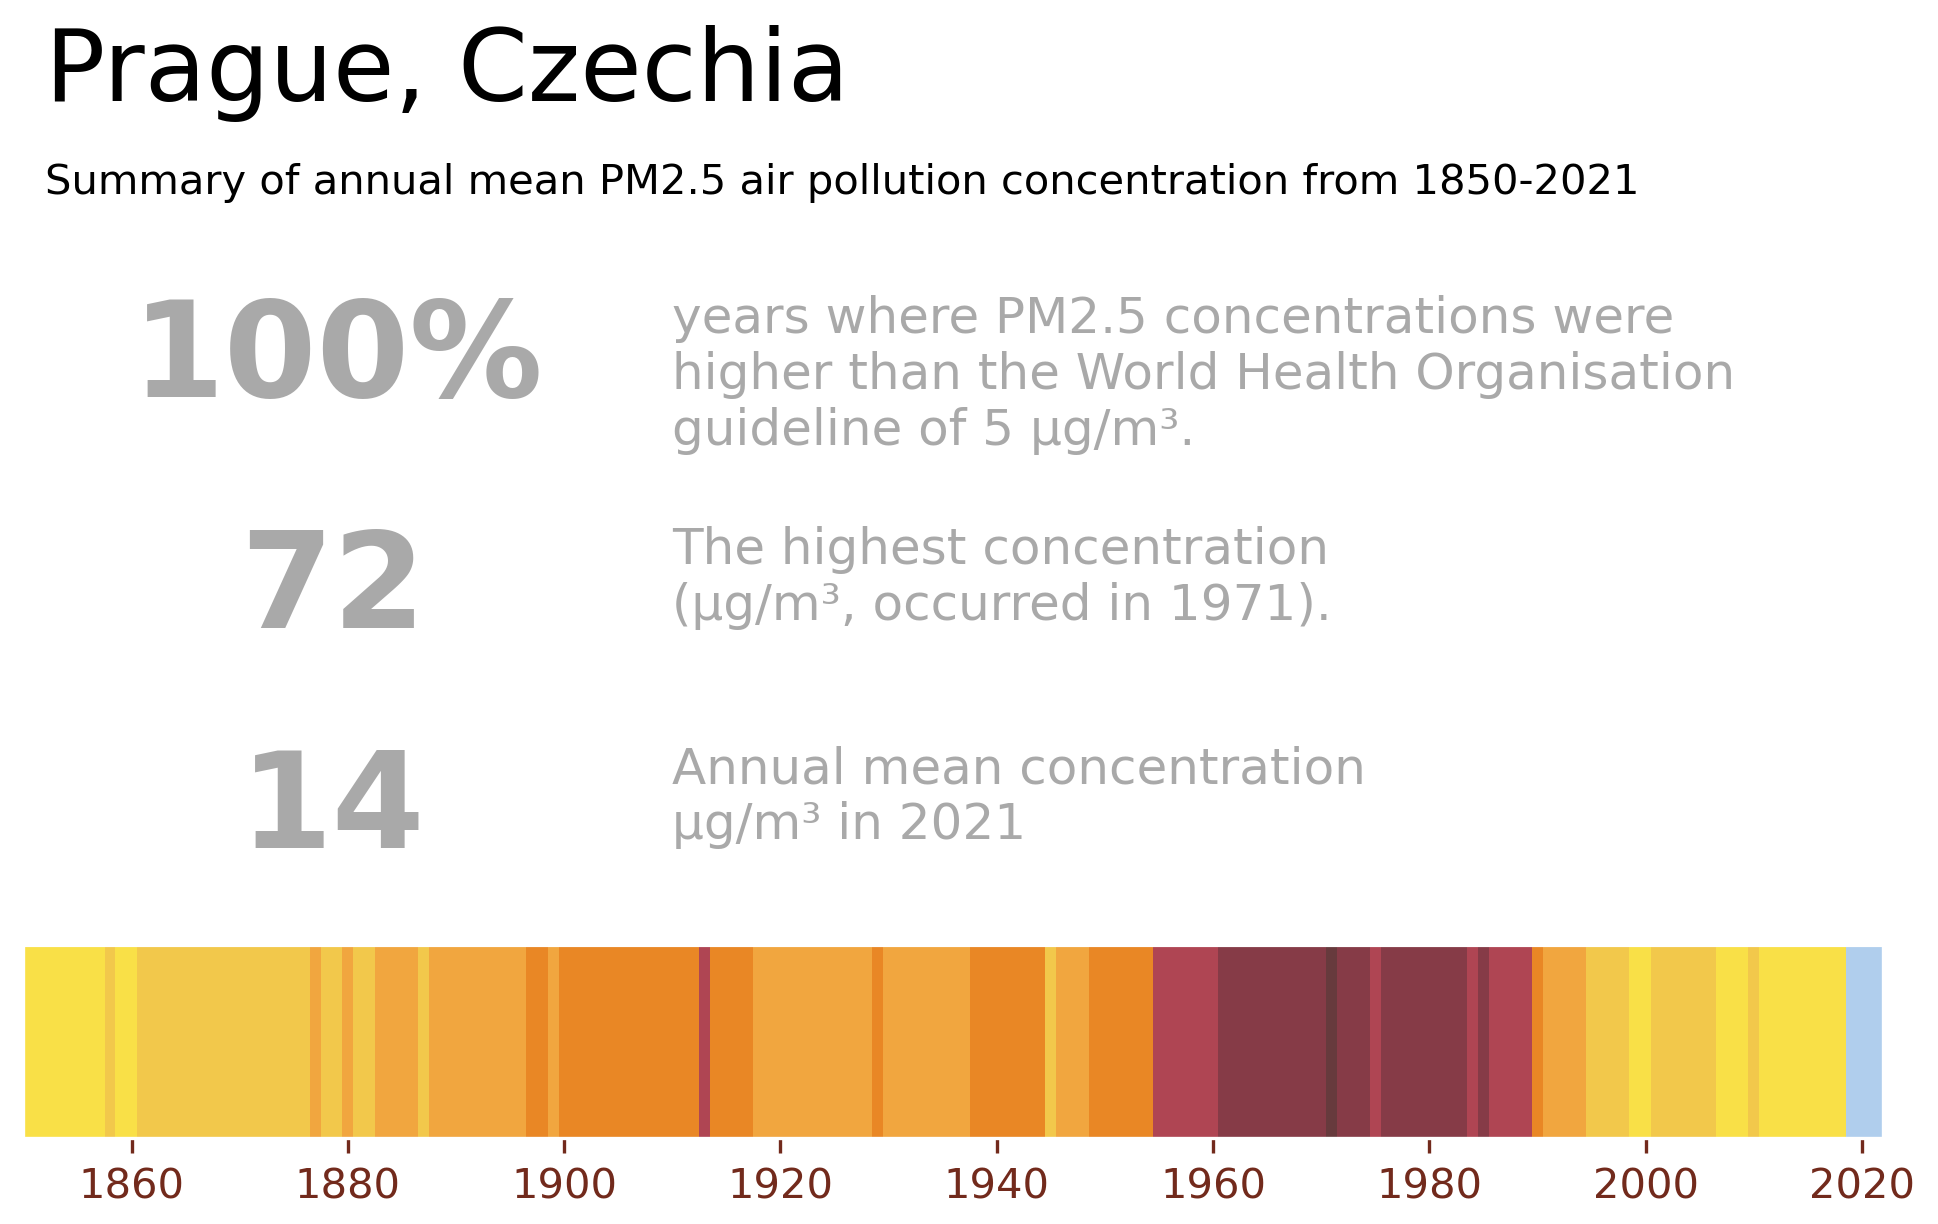 Prague, Czechia
Summary of annual mean PM2.5 air pollution concentration from 1850-2021
100%
years where PM2.5 concentrations were
higher than the World Health Organisation
guideline of 5 µg/m³.
72
The highest concentration
(µg/m³, occurred in 1971).
14
Annual mean concentration
µg/m³ in 2021
1860 1880 1900 1920 1940 1960 1980 2000 2020